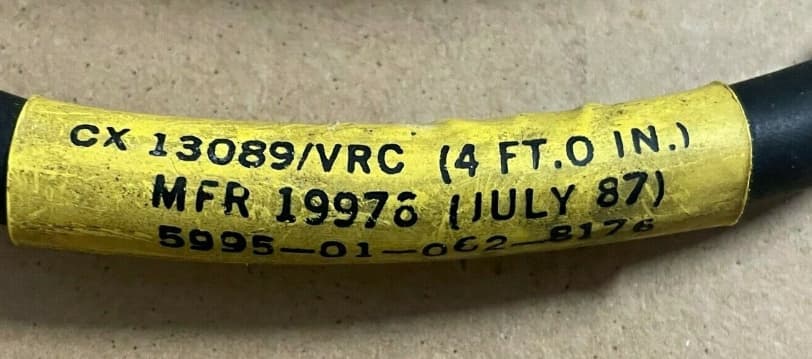 CX 13089/VRC (4 FT.0 IN.)
MFR 19976 (JULY 87)
5995-01-062-8176